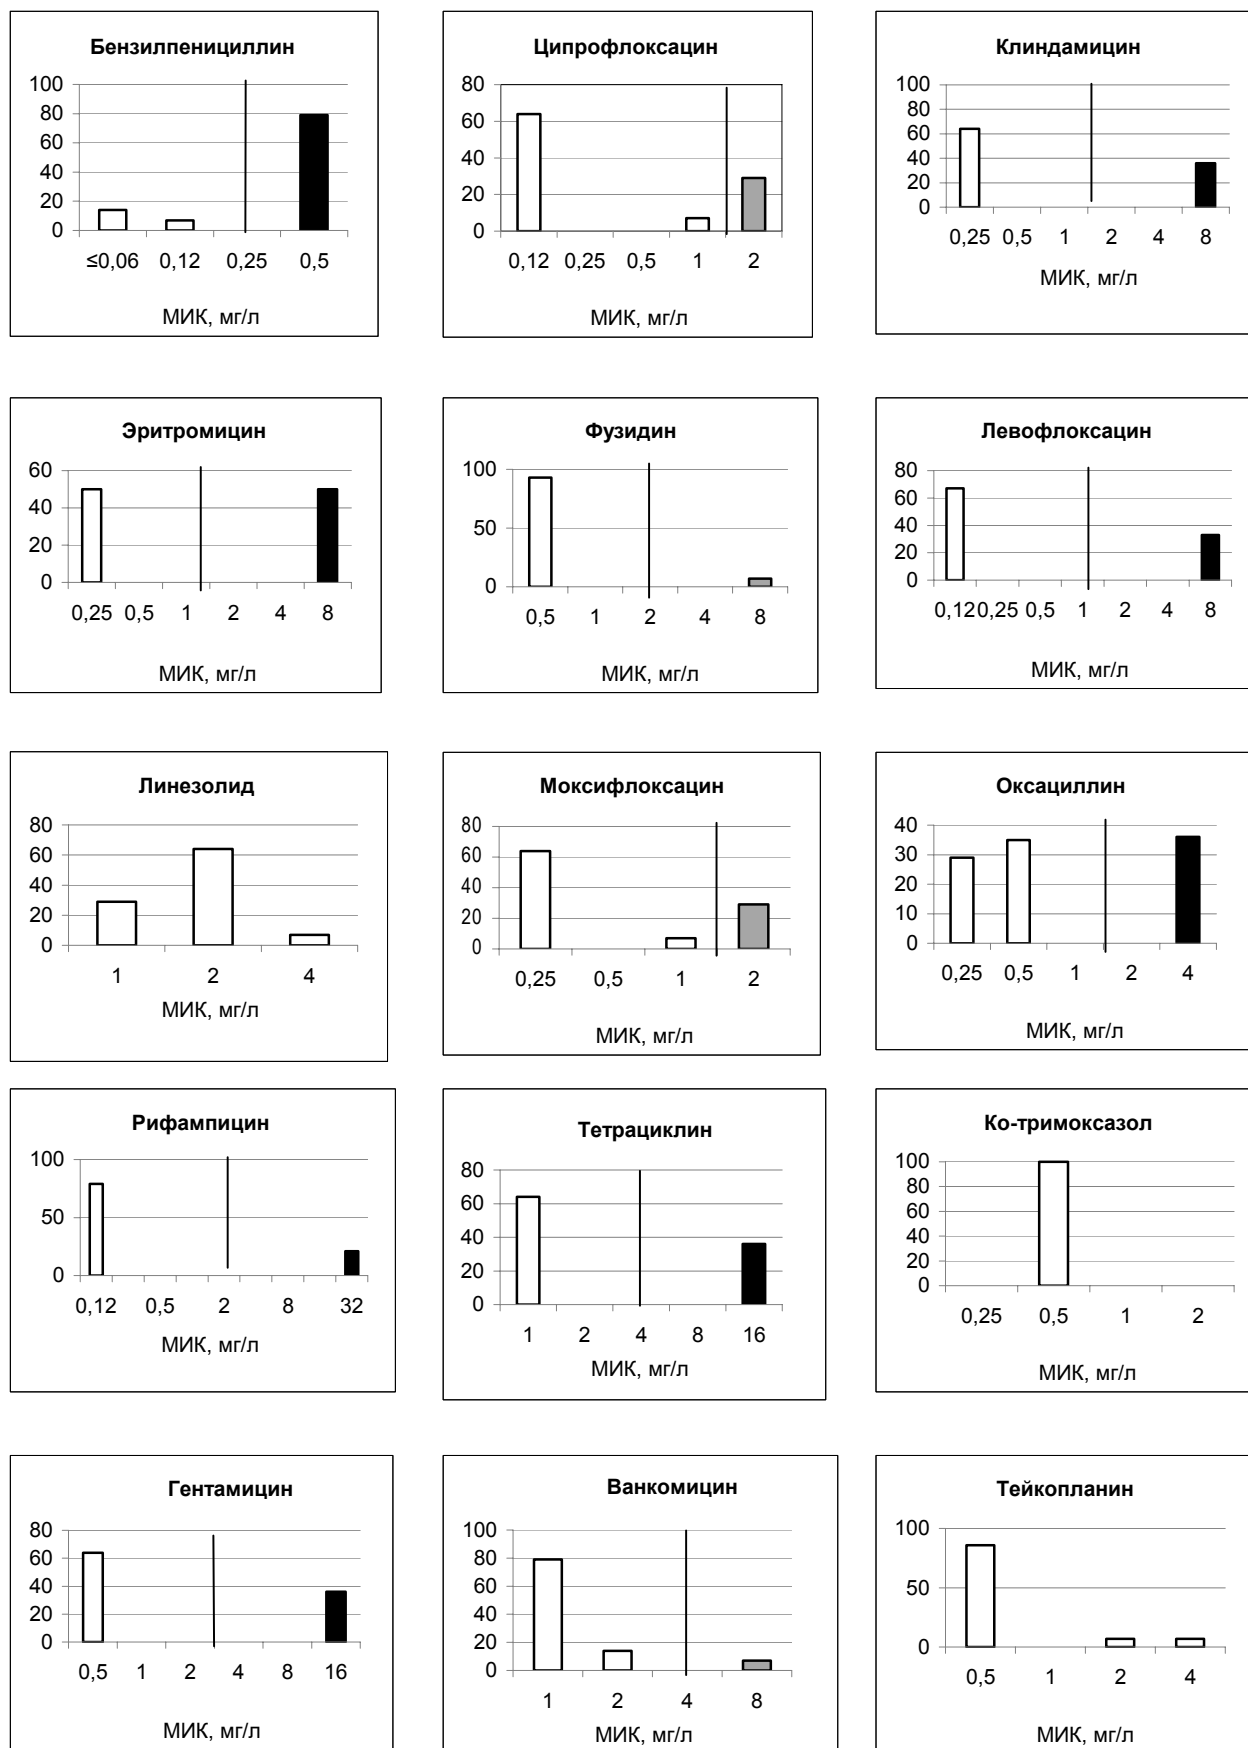 Бензилпенициллин
100
80
60
40
20
0
≤0,06 0,12 0,25 0,5
МИК, мг/л
Ципрофлоксацин
80
60
40
20
0
0,12 0,25 0,5 1 2
МИК, мг/л
Клиндамицин
100
80
60
40
20
0
0,25 0,5 1 2 4 8
МИК, мг/л
Эритромицин
60
40
20
0
0,25 0,5 1 2 4 8
МИК, мг/л
Фузидин
100
50
0
0,5 1 2 4 8
МИК, мг/л
Левофлоксацин
80
60
40
20
0
0,12 0,25 0,5 1 2 4 8
МИК, мг/л
Линезолид
80
60
40
20
0
1 2 4
МИК, мг/л
Моксифлоксацин
80
60
40
20
0
0,25 0,5 1 2
МИК, мг/л
Оксациллин
40
30
20
10
0
0,25 0,5 1 2 4
МИК, мг/л
Рифампицин
100
50
0
0,12 0,5 2 8 32
МИК, мг/л
Тетрациклин
80
60
40
20
0
1 2 4 8 16
МИК, мг/л
Ко-тримоксазол
100
80
60
40
20
0
0,25 0,5 1 2
МИК, мг/л
Гентамицин
80
60
40
20
0
0,5 1 2 4 8 16
МИК, мг/л
Ванкомицин
100
80
60
40
20
0
1 2 4 8
МИК, мг/л
Тейкопланин
100
50
0
0,5 1 2 4
МИК, мг/л